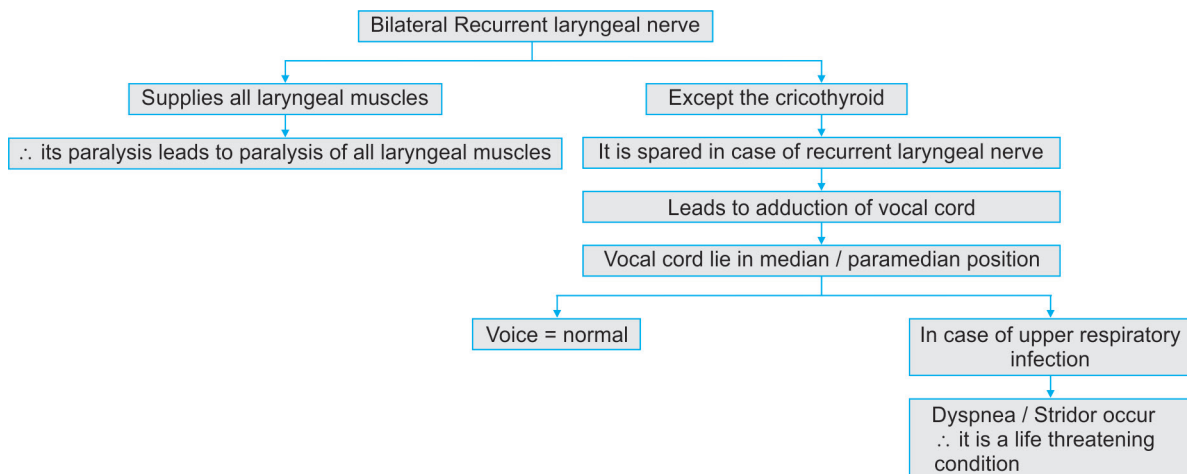 Bilateral Recurrent laryngeal nerve
Supplies all laryngeal muscles
Except the cricothyroid
∴ its paralysis leads to paralysis of all laryngeal muscles
It is spared in case of recurrent laryngeal nerve
Leads to adduction of vocal cord
Vocal cord lie in median / paramedian position
Voice = normal
In case of upper respiratory
infection
Dyspnea / Stridor occur
∴ it is a life threatening
condition